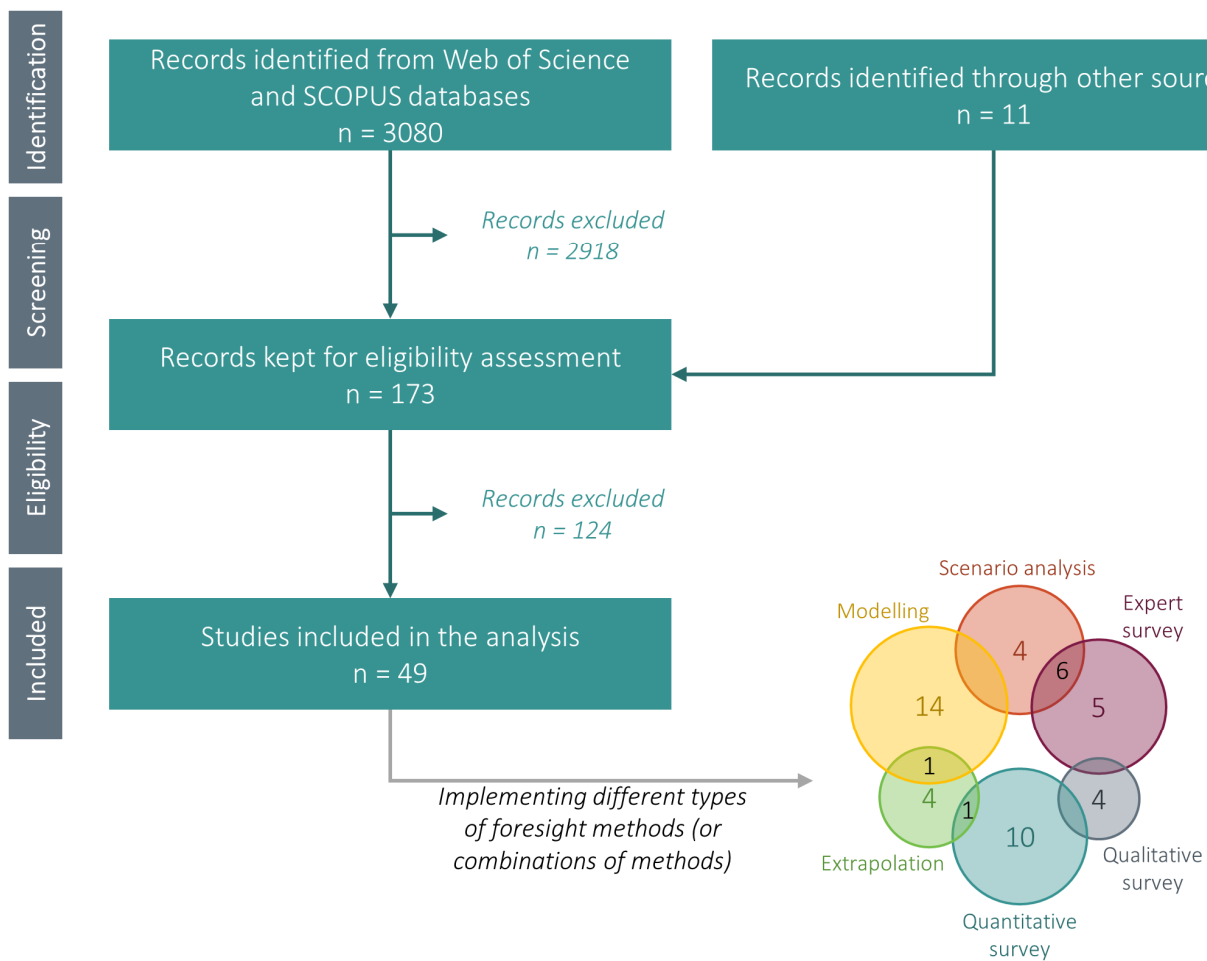 Identification
Records identified from Web of Science
and SCOPUS databases
n = 3080
Records identified through other sourc
n = 11
Screening
Records excluded
n = 2918
Records kept for eligibility assessment
n = 173
Eligibility
Records excluded
n = 124
Included
Studies included in the analysis
n = 49
Implementing different types
of foresight methods (or
combinations of methods)
Scenario analysis
Modelling
Expert
survey
4
6
14
5
1
4
1
4
10
Extrapolation
Qualitative
survey
Quantitative
survey